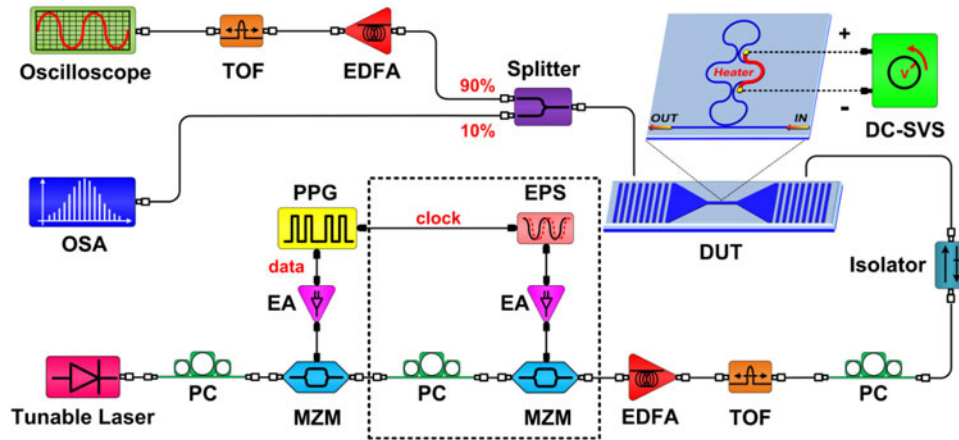 Oscilloscope
TOF
EDFA
Splitter
90%
10%
Heater
+
-
V
OUT
IN
DC-SVS
OSA
PPG
clock
EPS
data
EA
EA
DUT
Isolator
Tunable Laser
PC
MZM
PC
MZM
EDFA
TOF
PC